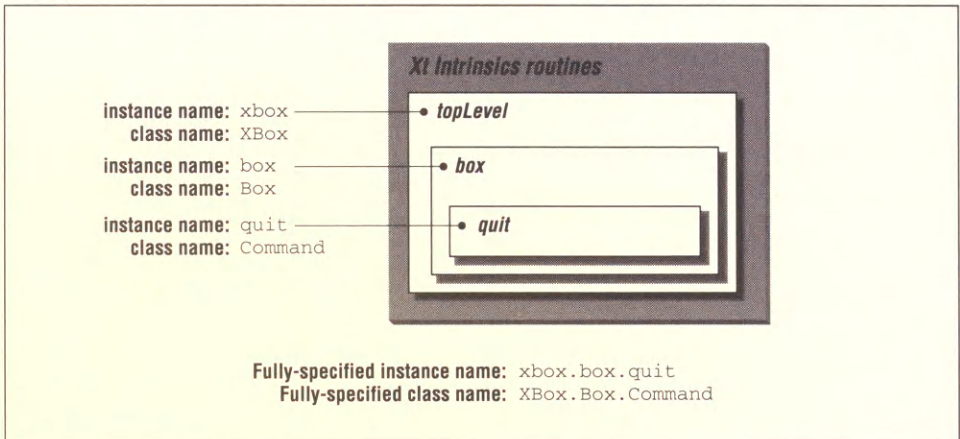 Xt Intrinsics routines
instance name: xbox
topLevel
class name: XBox
instance name: box
box
class name: Box
instance name: quit
quit
class name: Command
Fully-specified instance name: xbox.box.quit
Fully-specified class name: XBox.Box.Command